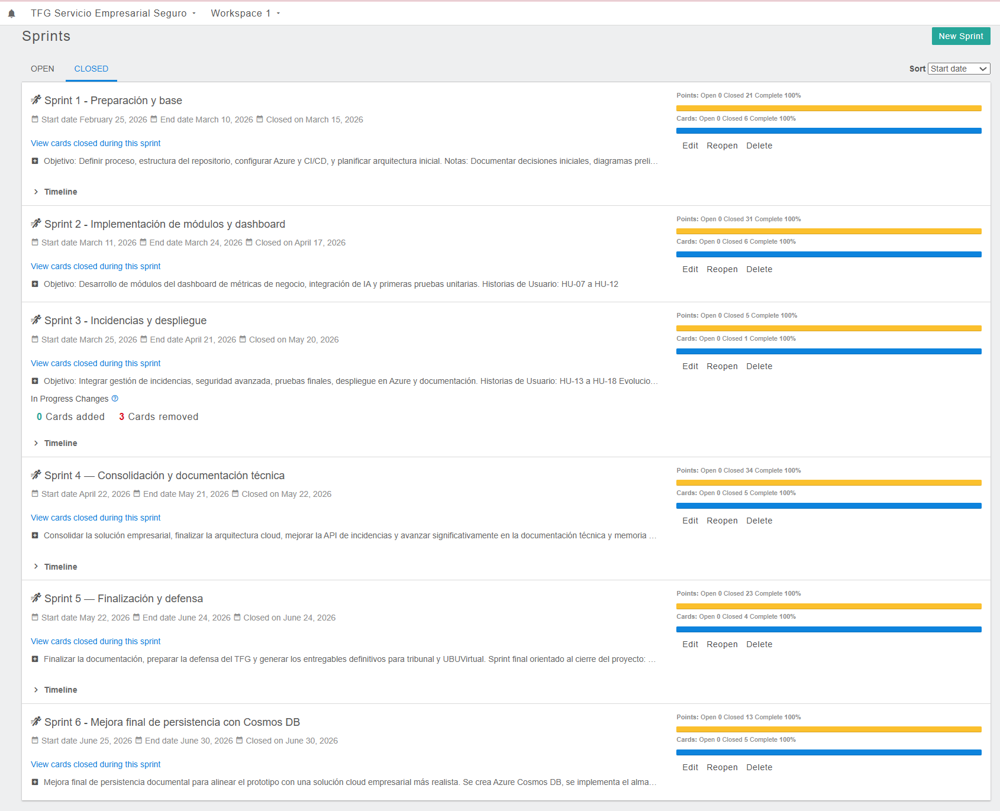 TFG Servicio Empresarial Seguro Workspace 1
Sprints
New Sprint
OPEN CLOSED
Sort Start date
Sprint 1 - Preparación y base
Start date February 25, 2026 End date March 10, 2026 Closed on March 15, 2026
View cards closed during this sprint
Objetivo: Definir proceso, estructura del repositorio, configurar Azure y CI/CD, y planificar arquitectura inicial. Notas: Documentar decisiones iniciales, diagramas preli…
Timeline
Points: Open 0 Closed 21 Complete 100%
Cards: Open 0 Closed 6 Complete 100%
Edit Reopen Delete
Sprint 2 - Implementación de módulos y dashboard
Start date March 11, 2026 End date March 24, 2026 Closed on April 17, 2026
View cards closed during this sprint
Objetivo: Desarrollo de módulos del dashboard de métricas de negocio, integración de IA y primeras pruebas unitarias. Historias de Usuario: HU-07 a HU-12
Points: Open 0 Closed 31 Complete 100%
Cards: Open 0 Closed 6 Complete 100%
Edit Reopen Delete
Sprint 3 - Incidencias y despliegue
Start date March 25, 2026 End date April 21, 2026 Closed on May 20, 2026
View cards closed during this sprint
Objetivo: Integrar gestión de incidencias, seguridad avanzada, pruebas finales, despliegue en Azure y documentación. Historias de Usuario: HU-13 a HU-18 Evolucio…
In Progress Changes
0 Cards added 3 Cards removed
Timeline
Points: Open 0 Closed 5 Complete 100%
Cards: Open 0 Closed 1 Complete 100%
Edit Reopen Delete
Sprint 4 — Consolidación y documentación técnica
Start date April 22, 2026 End date May 21, 2026 Closed on May 22, 2026
View cards closed during this sprint
Consolidar la solución empresarial, finalizar la arquitectura cloud, mejorar la API de incidencias y avanzar significativamente en la documentación técnica y memoria …
Timeline
Points: Open 0 Closed 34 Complete 100%
Cards: Open 0 Closed 5 Complete 100%
Edit Reopen Delete
Sprint 5 — Finalización y defensa
Start date May 22, 2026 End date June 24, 2026 Closed on June 24, 2026
View cards closed during this sprint
Finalizar la documentación, preparar la defensa del TFG y generar los entregables definitivos para tribunal y UBUVirtual. Sprint final orientado al cierre del proyecto: …
Timeline
Points: Open 0 Closed 23 Complete 100%
Cards: Open 0 Closed 4 Complete 100%
Edit Reopen Delete
Sprint 6 - Mejora final de persistencia con Cosmos DB
Start date June 25, 2026 End date June 30, 2026 Closed on June 30, 2026
View cards closed during this sprint
Mejora final de persistencia documental para alinear el prototipo con una solución cloud empresarial más realista. Se crea Azure Cosmos DB, se implementa el alma…
Points: Open 0 Closed 13 Complete 100%
Cards: Open 0 Closed 5 Complete 100%
Edit Reopen Delete